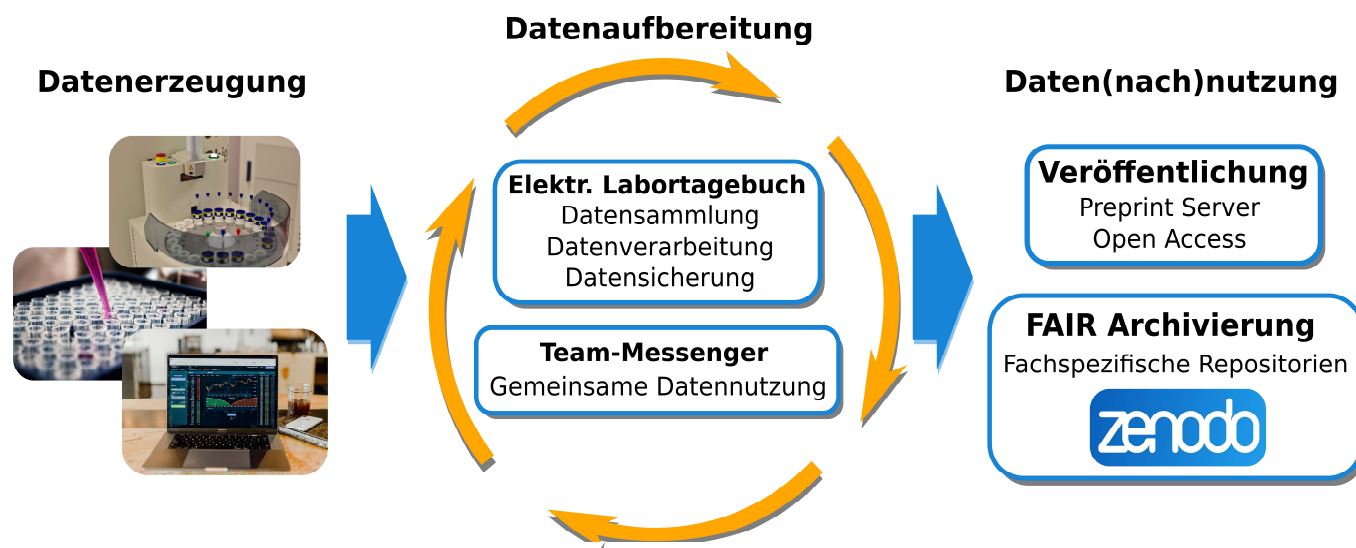 Datenerzeugung
Datenaufbereitung
Elektr. Labortagebuch
Datensammlung
Datenverarbeitung
Datensicherung
Team-Messenger
Gemeinsame Datennutzung
Daten(nach)nutzung
Veröffentlichung
Preprint Server
Open Access
FAIR Archivierung
Fachspezifische Repositorien
zenodo